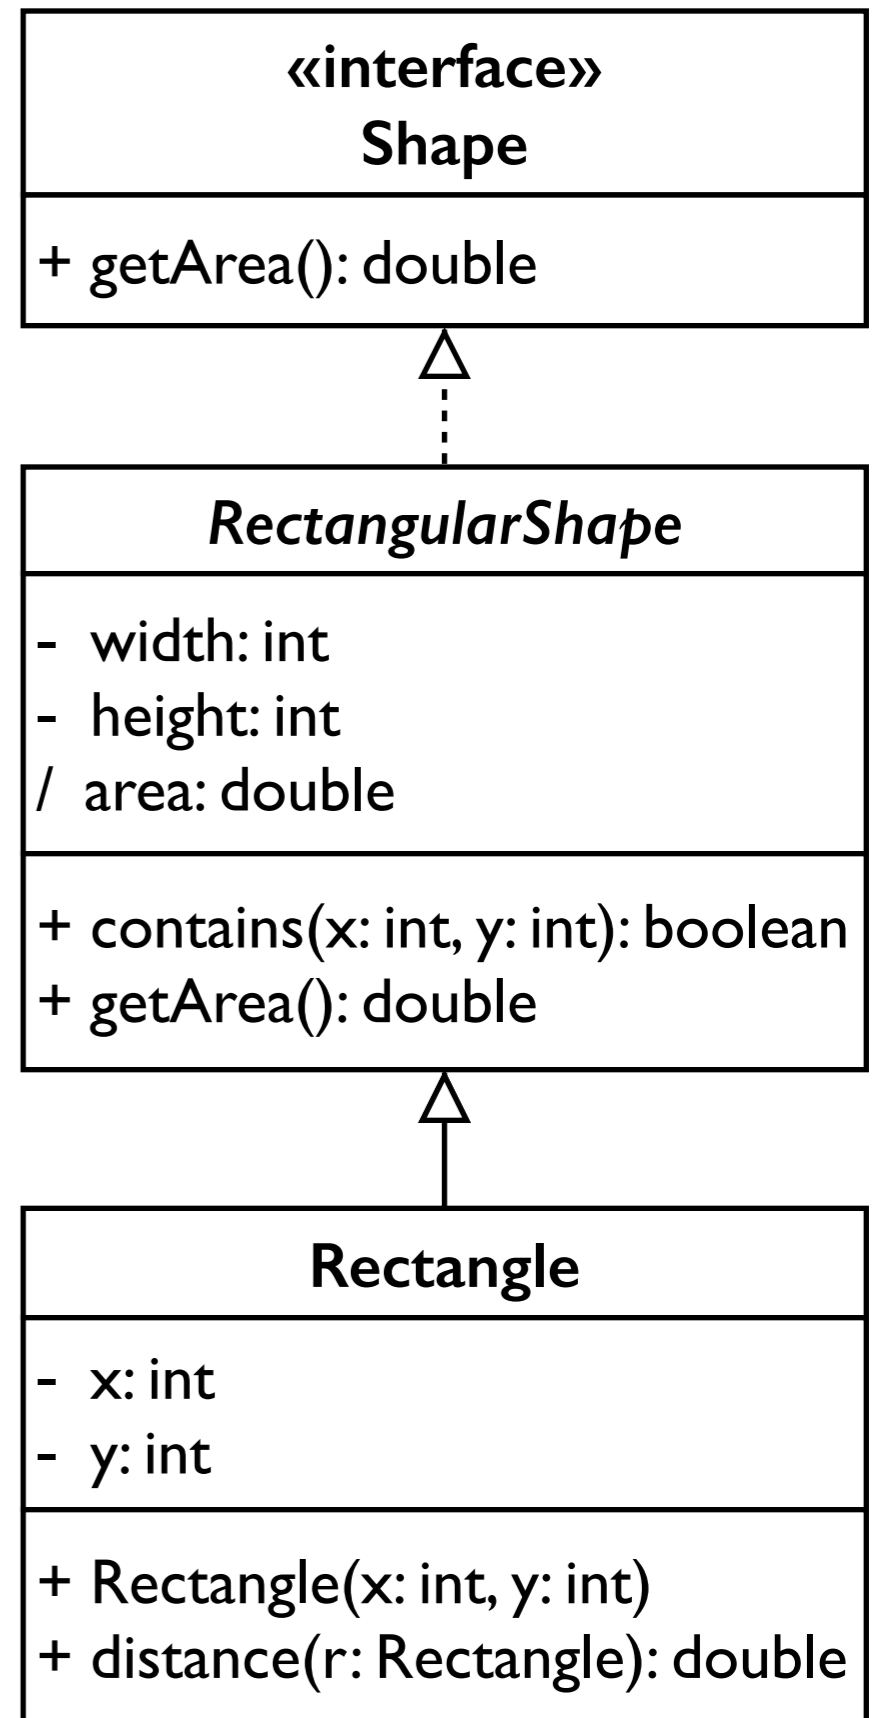 «interface»
Shape
+ getArea(): double
RectangularShape
- width: int
- height: int
/ area: double
+ contains(x: int, y: int): boolean
+ getArea(): double
Rectangle
- x: int
- y: int
+ Rectangle(x: int, y: int)
+ distance(r: Rectangle): double